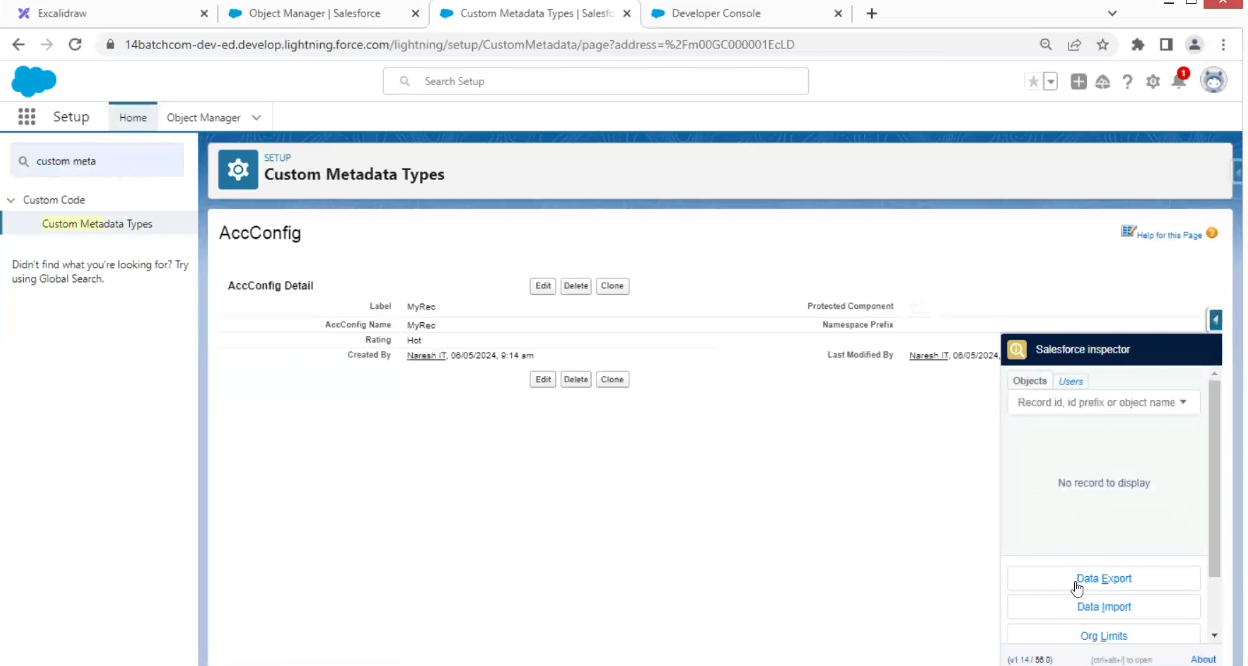 Excalidraw
Object Manager | Salesforce
Custom Metadata Types | Salesfo
Developer Console
14batchcom-dev-ed.develop.lightning.force.com/lightning/setup/CustomMetadata/page?address=%2Fm00GC000001EcLD
Search Setup
1
Setup
Home
Object Manager
custom meta
Custom Code
Custom Metadata Types
Didn't find what you're looking for? Try
using Global Search.
SETUP
Custom Metadata Types
AccConfig
Help for this Page
AccConfig Detail
Edit Delete Clone
Label MyRec Protected Component
AccConfig Name MyRec Namespace Prefix
Rating Hot
Created By Naresh IT, 06/05/2024, 9:14 am Last Modified By Naresh IT, 06/05/2024,
Edit Delete Clone
Salesforce inspector
Objects Users
Record id, id prefix or object name
No record to display
Data Export
Data Import
Org Limits
(v1.14 / 56.0) [ctrl+alt+i] to open About